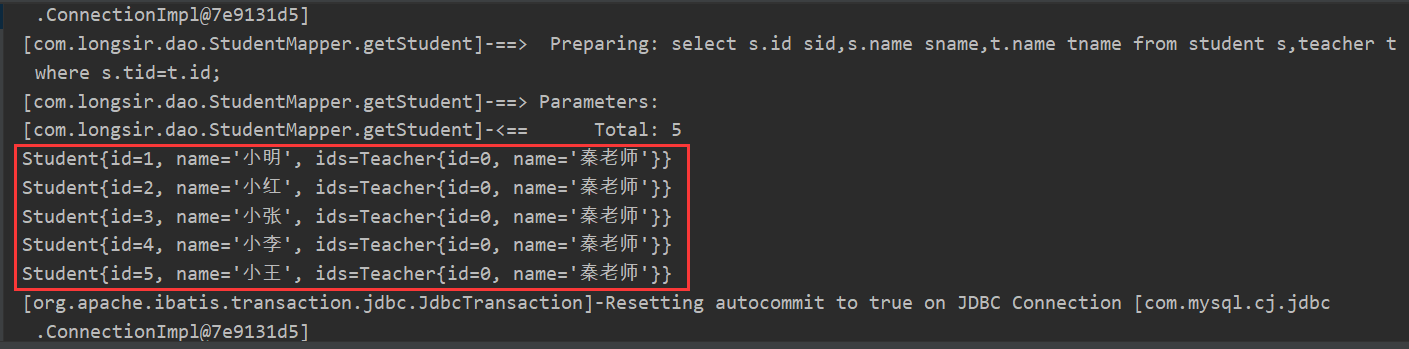 .ConnectionImpl@7e9131d5]
[com.longsir.dao.StudentMapper.getStudent]-==>  Preparing: select s.id sid,s.name sname,t.name tname from student s,teacher t
where s.tid=t.id;
[com.longsir.dao.StudentMapper.getStudent]-==> Parameters:
[com.longsir.dao.StudentMapper.getStudent]-<==      Total: 5
Student{id=1, name='小明', ids=Teacher{id=0, name='秦老师'}}
Student{id=2, name='小红', ids=Teacher{id=0, name='秦老师'}}
Student{id=3, name='小张', ids=Teacher{id=0, name='秦老师'}}
Student{id=4, name='小李', ids=Teacher{id=0, name='秦老师'}}
Student{id=5, name='小王', ids=Teacher{id=0, name='秦老师'}}
[org.apache.ibatis.transaction.jdbc.JdbcTransaction]-Resetting autocommit to true on JDBC Connection [com.mysql.cj.jdbc
.ConnectionImpl@7e9131d5]